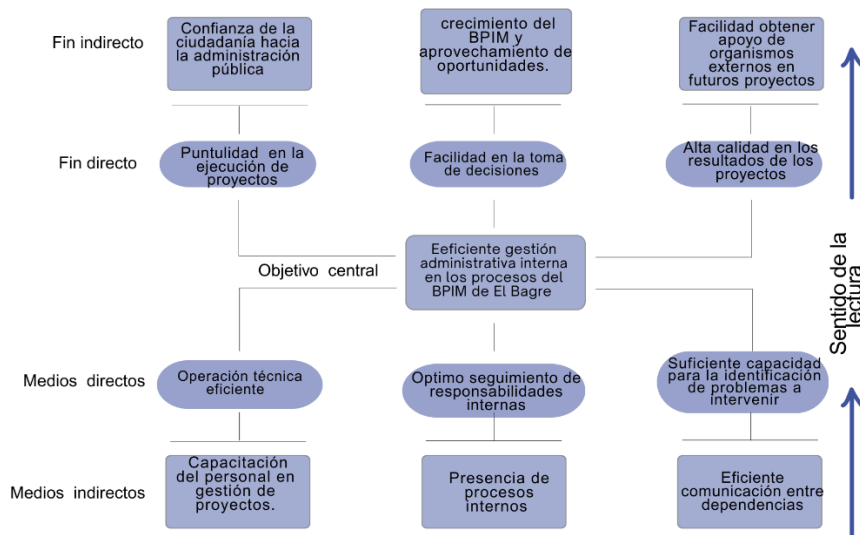 Fin indirecto
Confianza de la
ciudadanía hacia
la administración
pública
crecimiento del
BPIM y
aprovechamiento de
oportunidades.
Facilidad obtener
apoyo de
organismos
externos en
futuros proyectos
Fin directo
Puntulidad en la
ejecución de
proyectos
Facilidad en la toma
de decisiones
Alta calidad en los
resultados de los
proyectos
Objetivo central
Eeficiente gestión
administrativa interna
en los procesos del
BPIM de El Bagre
Sentido de la
lectura
Medios directos
Operación técnica
eficiente
Optimo seguimiento de
responsabilidades
internas
Suficiente capacidad
para la identificación
de problemas a
intervenir
Medios indirectos
Capacitación
del personal en
gestión de
proyectos.
Presencia de
procesos
internos
Eficiente
comunicación entre
dependencias